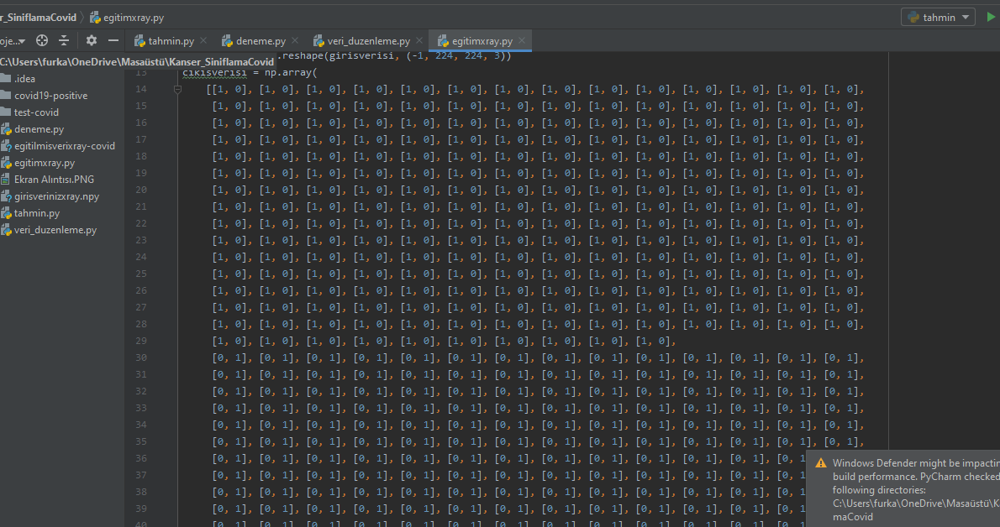 r_SiniflamaCovid > egitimxray.py
tahmin
oje... tahmin.py deneme.py veri_duzenleme.py egitimxray.py
C:\Users\furka\OneDrive\Masaüstü\Kanser_SiniflamaCovid
.idea
covid19-positive
test-covid
deneme.py
egitilmisverixray-covid
egitimxray.py
Ekran Alıntısı.PNG
girisverinizxray.npy
tahmin.py
veri_duzenleme.py
.reshape(girisverisi, (-1, 224, 224, 3))
13 cikisverisi = np.array(
14 [[1, 0], [1, 0], [1, 0], [1, 0], [1, 0], [1, 0], [1, 0], [1, 0], [1, 0], [1, 0], [1, 0], [1, 0], [1, 0], [1, 0],
15 [1, 0], [1, 0], [1, 0], [1, 0], [1, 0], [1, 0], [1, 0], [1, 0], [1, 0], [1, 0], [1, 0], [1, 0], [1, 0], [1, 0],
16 [1, 0], [1, 0], [1, 0], [1, 0], [1, 0], [1, 0], [1, 0], [1, 0], [1, 0], [1, 0], [1, 0], [1, 0], [1, 0], [1, 0],
17 [1, 0], [1, 0], [1, 0], [1, 0], [1, 0], [1, 0], [1, 0], [1, 0], [1, 0], [1, 0], [1, 0], [1, 0], [1, 0], [1, 0],
18 [1, 0], [1, 0], [1, 0], [1, 0], [1, 0], [1, 0], [1, 0], [1, 0], [1, 0], [1, 0], [1, 0], [1, 0], [1, 0], [1, 0],
19 [1, 0], [1, 0], [1, 0], [1, 0], [1, 0], [1, 0], [1, 0], [1, 0], [1, 0], [1, 0], [1, 0], [1, 0], [1, 0], [1, 0],
20 [1, 0], [1, 0], [1, 0], [1, 0], [1, 0], [1, 0], [1, 0], [1, 0], [1, 0], [1, 0], [1, 0], [1, 0], [1, 0], [1, 0],
21 [1, 0], [1, 0], [1, 0], [1, 0], [1, 0], [1, 0], [1, 0], [1, 0], [1, 0], [1, 0], [1, 0], [1, 0], [1, 0], [1, 0],
22 [1, 0], [1, 0], [1, 0], [1, 0], [1, 0], [1, 0], [1, 0], [1, 0], [1, 0], [1, 0], [1, 0], [1, 0], [1, 0], [1, 0],
23 [1, 0], [1, 0], [1, 0], [1, 0], [1, 0], [1, 0], [1, 0], [1, 0], [1, 0], [1, 0], [1, 0], [1, 0], [1, 0], [1, 0],
24 [1, 0], [1, 0], [1, 0], [1, 0], [1, 0], [1, 0], [1, 0], [1, 0], [1, 0], [1, 0], [1, 0], [1, 0], [1, 0], [1, 0],
25 [1, 0], [1, 0], [1, 0], [1, 0], [1, 0], [1, 0], [1, 0], [1, 0], [1, 0], [1, 0], [1, 0], [1, 0], [1, 0], [1, 0],
26 [1, 0], [1, 0], [1, 0], [1, 0], [1, 0], [1, 0], [1, 0], [1, 0], [1, 0], [1, 0], [1, 0], [1, 0], [1, 0], [1, 0],
27 [1, 0], [1, 0], [1, 0], [1, 0], [1, 0], [1, 0], [1, 0], [1, 0], [1, 0], [1, 0], [1, 0], [1, 0], [1, 0], [1, 0],
28 [1, 0], [1, 0], [1, 0], [1, 0], [1, 0], [1, 0], [1, 0], [1, 0], [1, 0], [1, 0], [1, 0], [1, 0], [1, 0], [1, 0],
29 [1, 0], [1, 0], [1, 0], [1, 0], [1, 0], [1, 0], [1, 0], [1, 0], [1, 0], [1, 0],
30 [0, 1], [0, 1], [0, 1], [0, 1], [0, 1], [0, 1], [0, 1], [0, 1], [0, 1], [0, 1], [0, 1], [0, 1], [0, 1], [0, 1],
31 [0, 1], [0, 1], [0, 1], [0, 1], [0, 1], [0, 1], [0, 1], [0, 1], [0, 1], [0, 1], [0, 1], [0, 1], [0, 1], [0, 1],
32 [0, 1], [0, 1], [0, 1], [0, 1], [0, 1], [0, 1], [0, 1], [0, 1], [0, 1], [0, 1], [0, 1], [0, 1], [0, 1], [0, 1],
33 [0, 1], [0, 1], [0, 1], [0, 1], [0, 1], [0, 1], [0, 1], [0, 1], [0, 1], [0, 1], [0, 1], [0, 1], [0, 1], [0, 1],
34 [0, 1], [0, 1], [0, 1], [0, 1], [0, 1], [0, 1], [0, 1], [0, 1], [0, 1], [0, 1], [0, 1], [0, 1], [0, 1], [0, 1],
35 [0, 1], [0, 1], [0, 1], [0, 1], [0, 1], [0, 1], [0, 1], [0, 1], [0, 1], [0, 1], [0, 1], [0, 1], [0, 1], [0, 1],
36 [0, 1], [0, 1], [0, 1], [0, 1], [0, 1], [0, 1], [0, 1], [0, 1], [0, 1], [0, 1], [0, 1], [0, 1], [0, 1
37 [0, 1], [0, 1], [0, 1], [0, 1], [0, 1], [0, 1], [0, 1], [0, 1], [0, 1], [0, 1], [0, 1], [0, 1], [0, 1
38 [0, 1], [0, 1], [0, 1], [0, 1], [0, 1], [0, 1], [0, 1], [0, 1], [0, 1], [0, 1], [0, 1], [0, 1], [0, 1
39 [0, 1], [0, 1], [0, 1], [0, 1], [0, 1], [0, 1], [0, 1], [0, 1], [0, 1], [0, 1], [0, 1], [0, 1], [0, 1
40 [0, 1], [0, 1], [0, 1], [0, 1], [0, 1], [0, 1], [0, 1], [0, 1], [0, 1], [0, 1], [0, 1], [0, 1], [0, 1
Windows Defender might be impactin
build performance. PyCharm checked
following directories:
C:\Users\furka\OneDrive\Masaüstü\K
maCovid